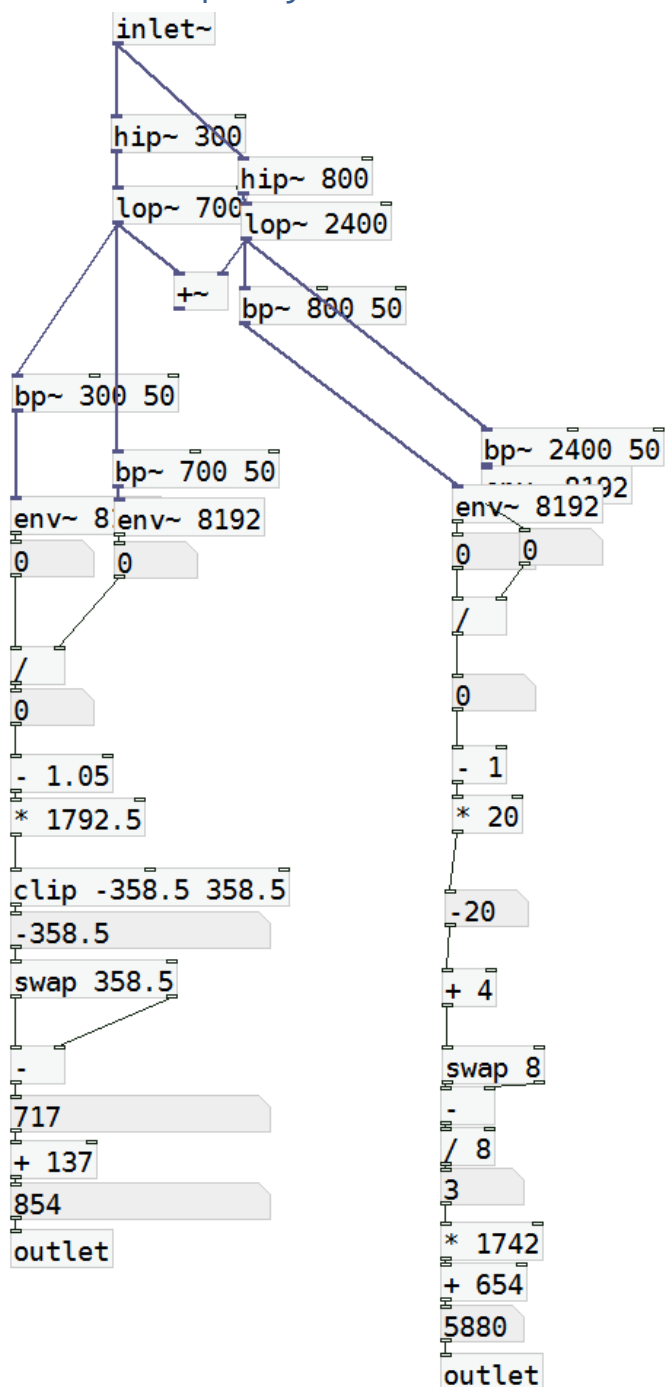 inlet~
hip~ 300
hip~ 800
lop~ 700
lop~ 2400
+~
bp~ 800 50
bp~ 300 50
bp~ 2400 50
bp~ 700 50
env~ 8192
env~ 8192
0
0
0
0
/
/
0
0
- 1.05
- 1
* 1792.5
* 20
clip -358.5 358.5
-358.5
-20
swap 358.5
+ 4
-
swap 8
-
717
/ 8
+ 137
3
854
outlet
* 1742
+ 654
5880
outlet